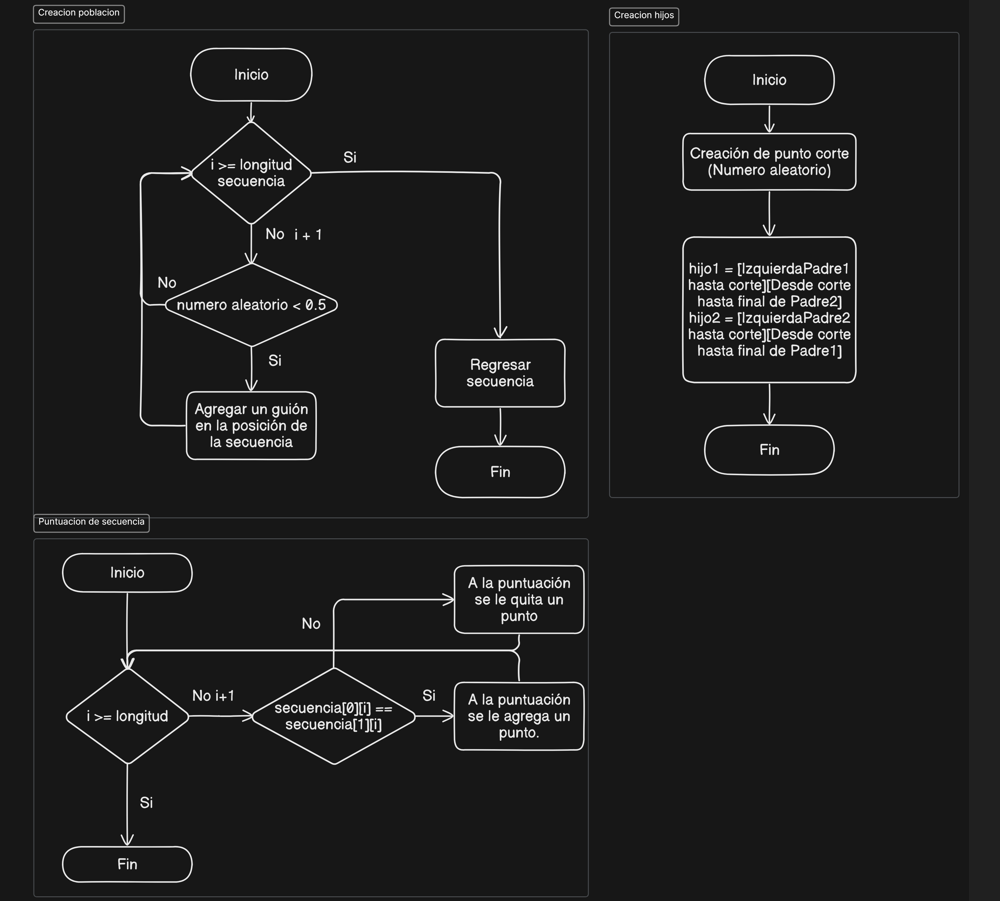 Creacion poblacion
Inicio
i >= longitud
secuencia
Si
No i + 1
No
numero aleatorio < 0.5
Si
Agregar un guión
en la posición de
la secuencia
Regresar
secuencia
Fin
Creacion hijos
Inicio
Creación de punto corte
(Numero aleatorio)
hijo1 = [IzquierdaPadre1
hasta corte][Desde corte
hasta final de Padre2]
hijo2 = [IzquierdaPadre2
hasta corte][Desde corte
hasta final de Padre1]
Fin
Puntuacion de secuencia
Inicio
i >= longitud
No i+1
secuencia[0][i] ==
secuencia[1][i]
No
A la puntuación
se le quita un
punto
Si
A la puntuación
se le agrega un
punto.
Si
Fin